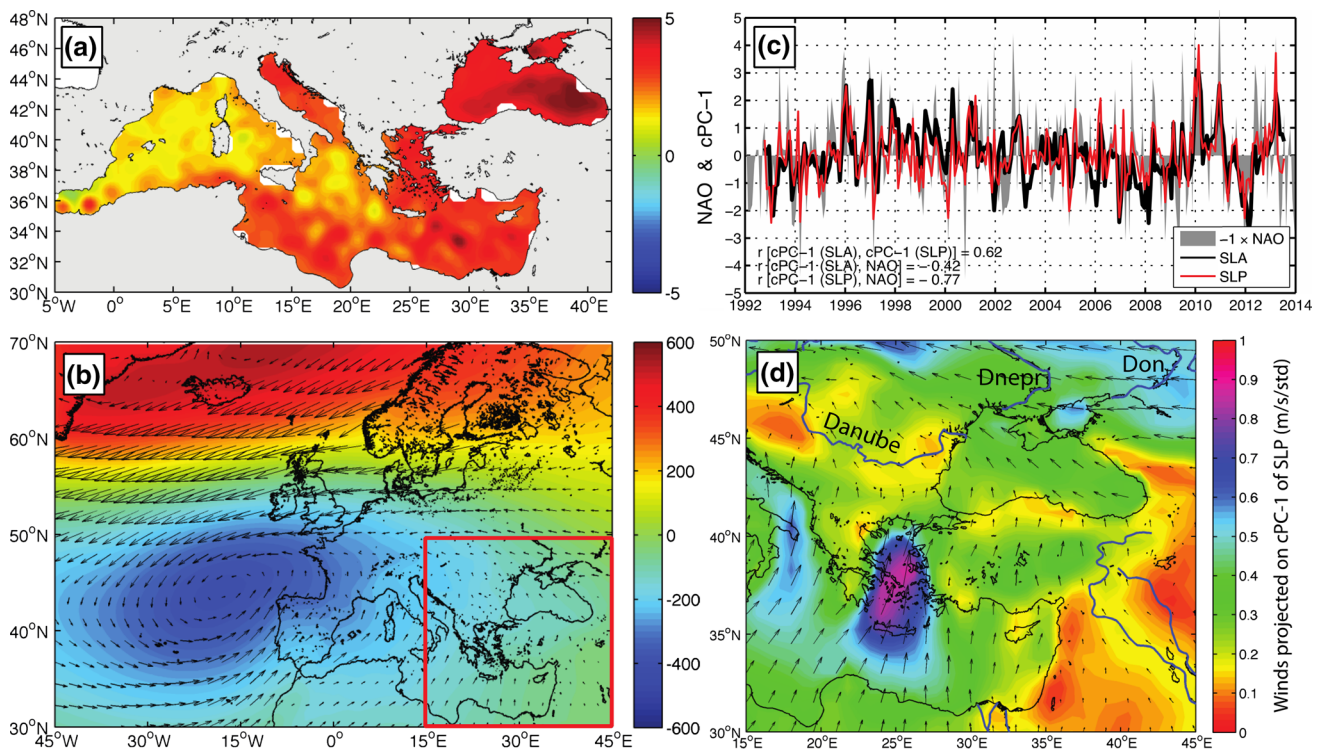 (a)
48°N
46°N
44°N
42°N
40°N
38°N
36°N
34°N
32°N
30°N
5°W 0° 5°E 10°E 15°E 20°E 25°E 30°E 35°E 40°E
5
0
-5
(c)
NAO & cPC-1
5
4
3
2
1
0
-1
-2
-3
-4
-5
r [cPC-1 (SLA), cPC-1 (SLP)] = 0.62
r [cPC-1 (SLA), NAO] = -0.42
r [cPC-1 (SLP), NAO] = -0.77
-1 × NAO
SLA
SLP
1992 1994 1996 1998 2000 2002 2004 2006 2008 2010 2012 2014
(b)
70°N
60°N
50°N
40°N
30°N
45°W 30°W 15°W 0° 15°E 30°E 45°E
600
400
200
0
-200
-400
-600
(d)
50°N
45°N
40°N
35°N
30°N
15°E 20°E 25°E 30°E 35°E 40°E 45°E
Dnepr
Don
Danube
1
0.9
0.8
0.7
0.6
0.5
0.4
0.3
0.2
0.1
0
Winds projected on cPC-1 of SLP (m/s/std)